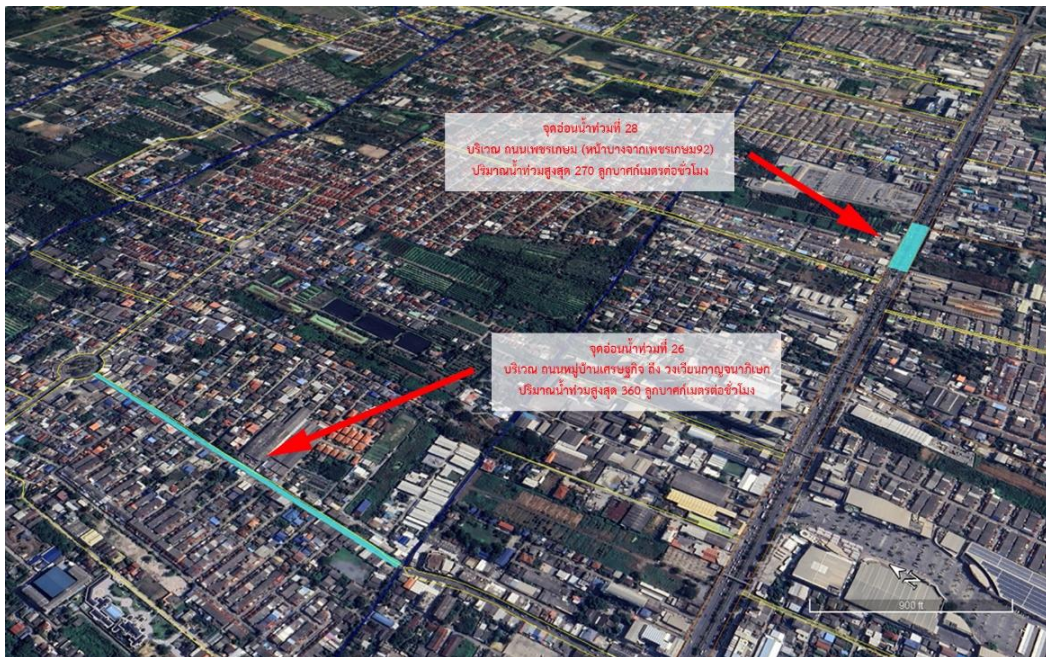 จุดอ่อนน้ำท่วมที่ 28
บริเวณ ถนนเพชรเกษม (หน้าบางจากเพชรเกษม92)
ปริมาณน้ำท่วมสูงสุด 270 ลูกบาศก์เมตรต่อชั่วโมง
จุดอ่อนน้ำท่วมที่ 26
บริเวณ ถนนหมู่บ้านเศรษฐกิจ ถึง วงเวียนกาญจนาภิเษก
ปริมาณน้ำท่วมสูงสุด 360 ลูกบาศก์เมตรต่อชั่วโมง
N
900 ft